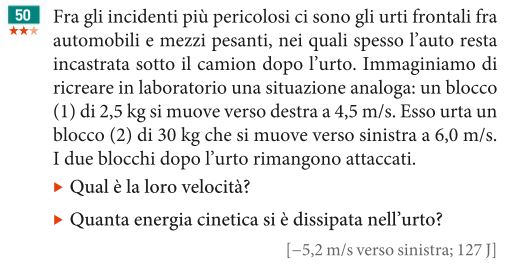 50 Fra gli incidenti più pericolosi ci sono gli urti frontali fra
★★★ automobili e mezzi pesanti, nei quali spesso l'auto resta
incastrata sotto il camion dopo l'urto. Immaginiamo di
ricreare in laboratorio una situazione analoga: un blocco
(1) di 2,5 kg si muove verso destra a 4,5 m/s. Esso urta un
blocco (2) di 30 kg che si muove verso sinistra a 6,0 m/s.
I due blocchi dopo l'urto rimangono attaccati.
▶ Qual è la loro velocità?
▶ Quanta energia cinetica si è dissipata nell'urto?
[−5,2 m/s verso sinistra; 127 J]